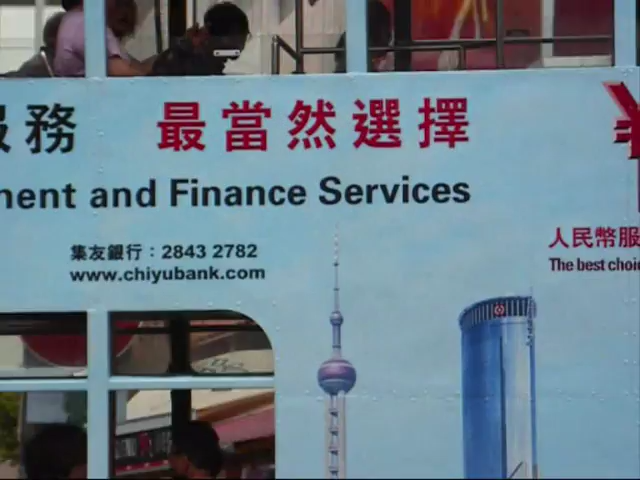 服務 最當然選擇
ment and Finance Services
集友銀行：2843 2782
www.chiyubank.com
人民幣服
The best choi